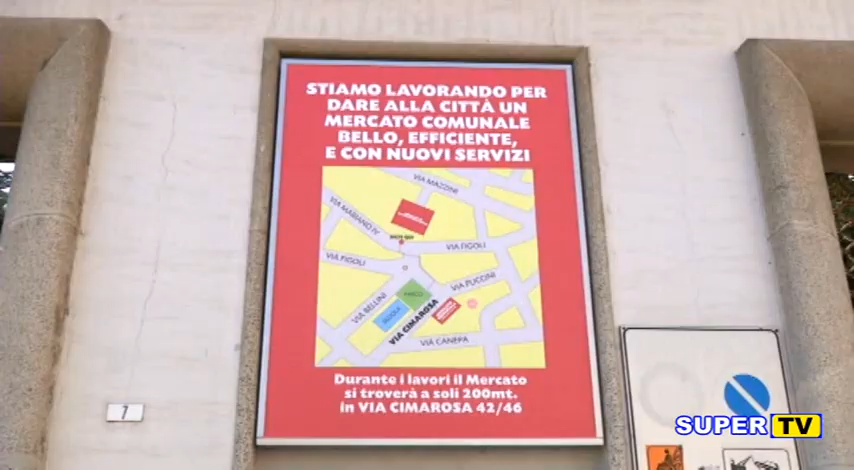 STIAMO LAVORANDO PER
DARE ALLA CITTÀ UN
MERCATO COMUNALE
BELLO, EFFICIENTE,
E CON NUOVI SERVIZI
VIA MAZZINI
VIA MARIANO IV
VIA FIGOLI
VIA FIGOLI
VIA PUCCINI
VIA BELLINI
PARCO
SCUOLA
VIA CIMAROSA
VIA CANEPA
Durante i lavori il Mercato
si troverà a soli 200mt.
in VIA CIMAROSA 42/46
7
SUPER TV